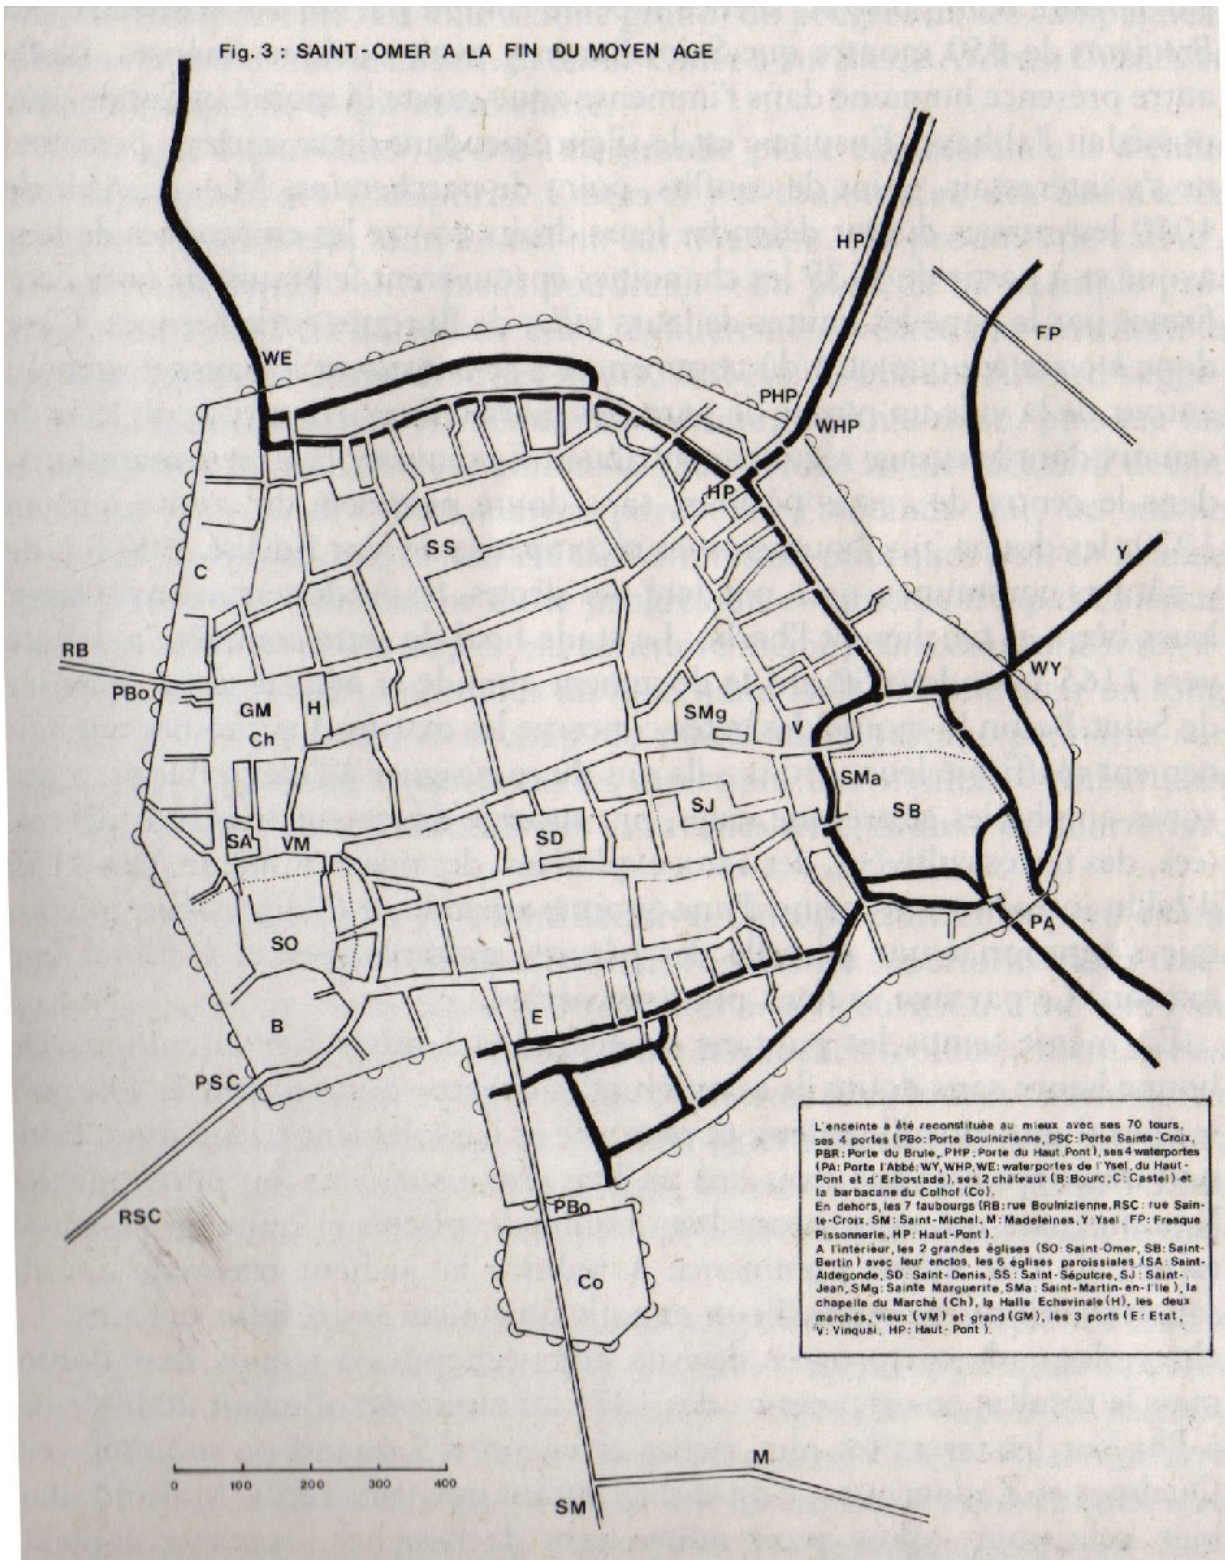 Fig. 3 : SAINT-OMER A LA FIN DU MOYEN AGE
HP
FP
WE
PHP
WHP
HP
SS
C
RB
PBo
WY
GM
H
Ch
SMg
V
SMa
SB
SJ
SA
VM
SD
SO
PA
E
B
PSC
RSC
PBo
Co
M
SM
0 100 200 300 400
L'enceinte a été reconstituée au mieux avec ses 70 tours,
ses 4 portes (PBo: Porte Boulnizienne, PSC: Porte Sainte-Croix,
PBR: Porte du Brule, PHP: Porte du Haut Pont), ses 4 waterportes
(PA: Porte l'Abbé; WY, WHP, WE: waterportes de l'Ysel, du Haut-
Pont et d'Erbostade), ses 2 châteaux (B: Bourc, C: Castel) et
la barbacane du Colhof (Co).
En dehors, les 7 faubourgs (RB: rue Boulnizienne, RSC: rue Sain-
te-Croix, SM: Saint-Michel, M: Madeleines, Y: Ysel, FP: Fresque
Pissonnerie, HP: Haut-Pont).
A l'intérieur, les 2 grandes églises (SO: Saint-Omer, SB: Saint-
Bertin) avec leur enclos, les 6 églises paroissiales (SA: Saint-
Aldegonde, SD: Saint-Denis, SS: Saint-Sépulcre, SJ: Saint-
Jean, SMg: Sainte Marguerite, SMa: Saint-Martin-en-l'Ile), la
chapelle du Marché (Ch), la Halle Echevinale (H), les deux
marchés, vieux (VM) et grand (GM), les 3 ports (E: Etat,
V: Vinquai, HP: Haut-Pont).